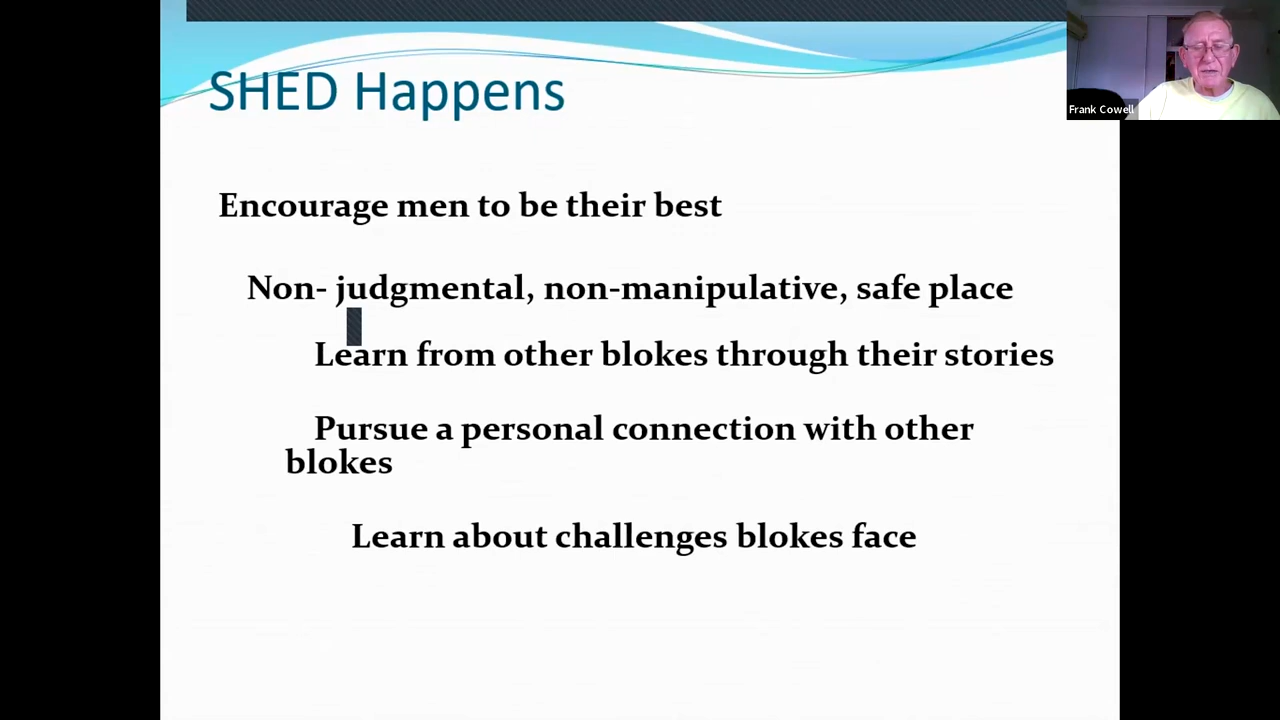 SHED Happens
Frank Cowell
Encourage men to be their best
Non- judgmental, non-manipulative, safe place
Learn from other blokes through their stories
Pursue a personal connection with other
blokes
Learn about challenges blokes face